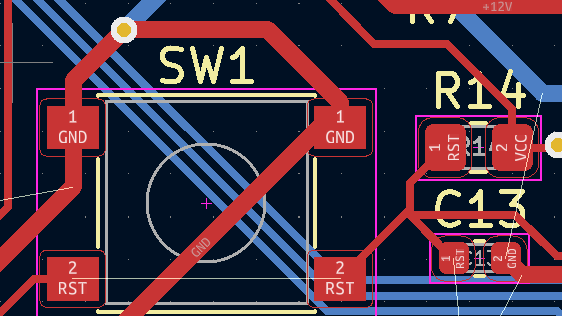 +12V
SW1
R14
1
GND
1
GND
1
RST
2
VCC
C13
GND
1
RST
2
GND
2
RST
2
RST